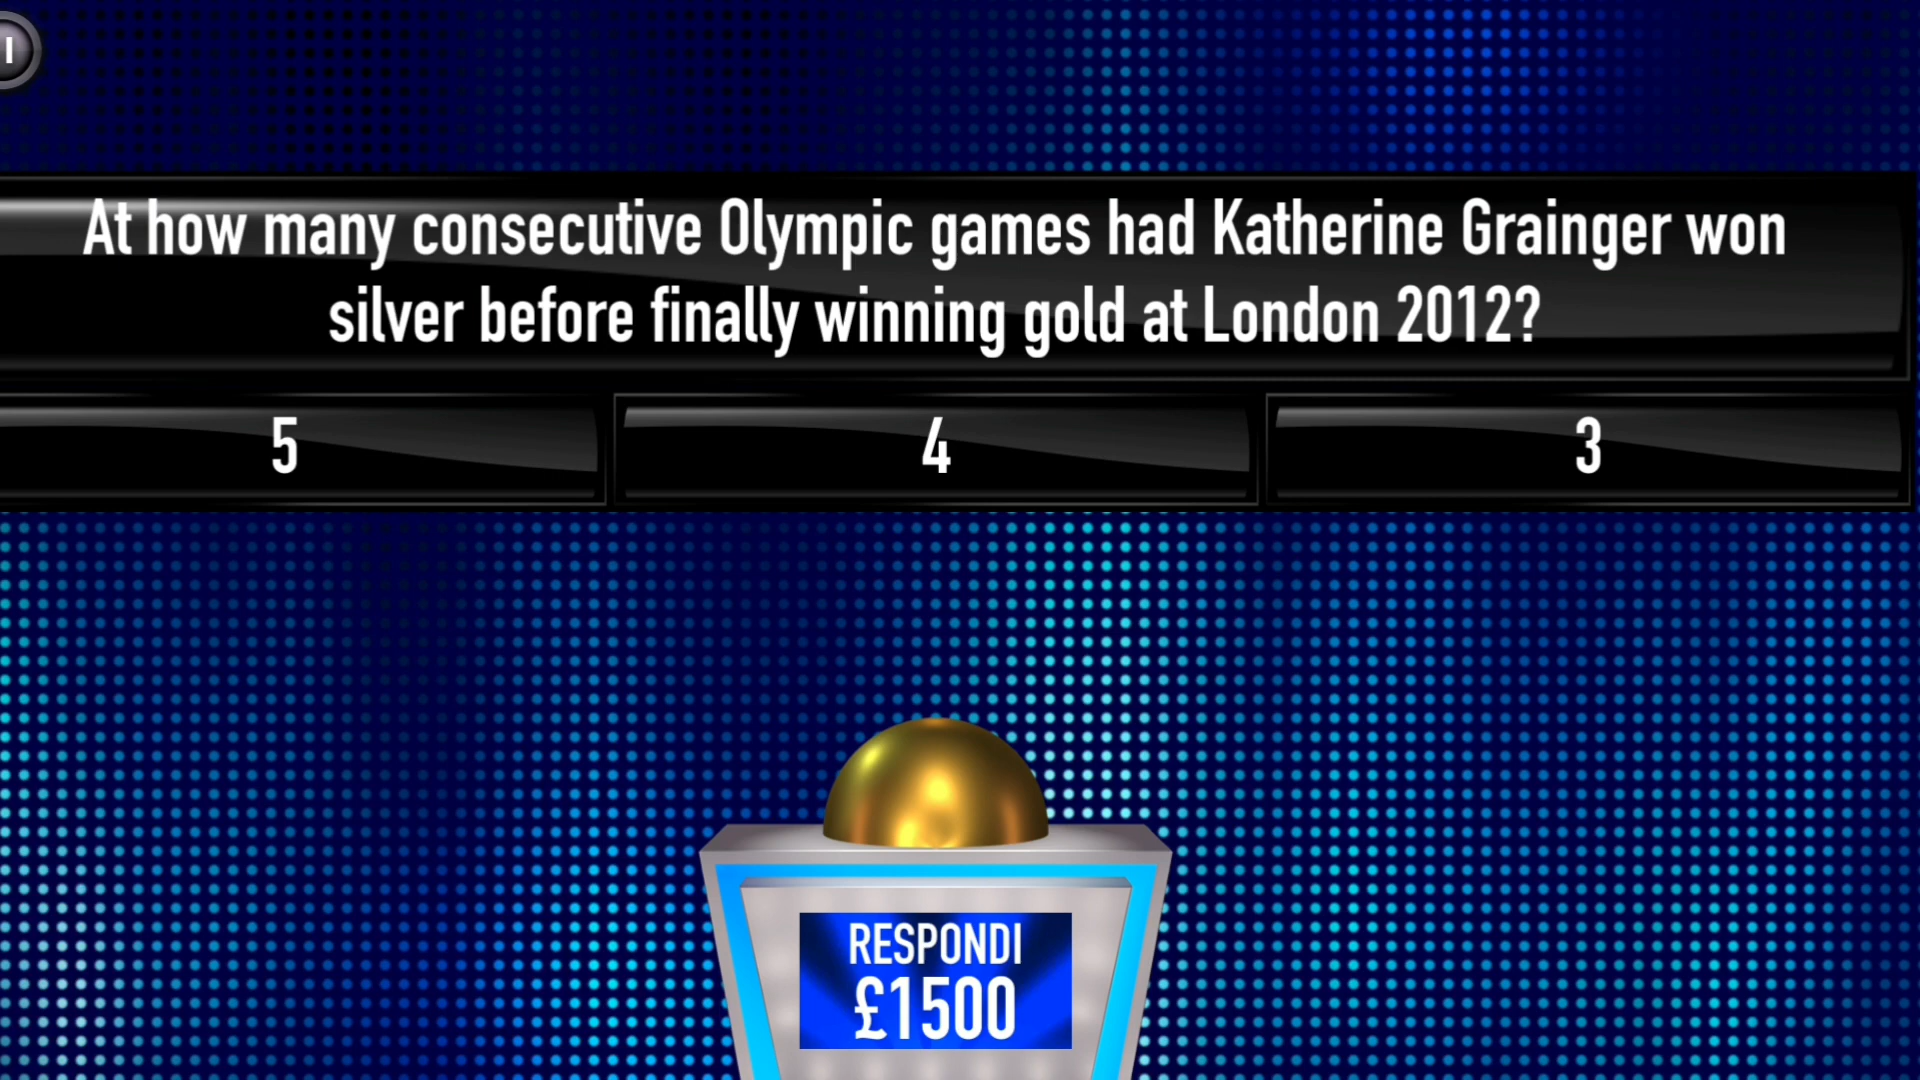 At how many consecutive Olympic games had Katherine Grainger won
silver before finally winning gold at London 2012?
5
4
3
RESPONDI
£1500